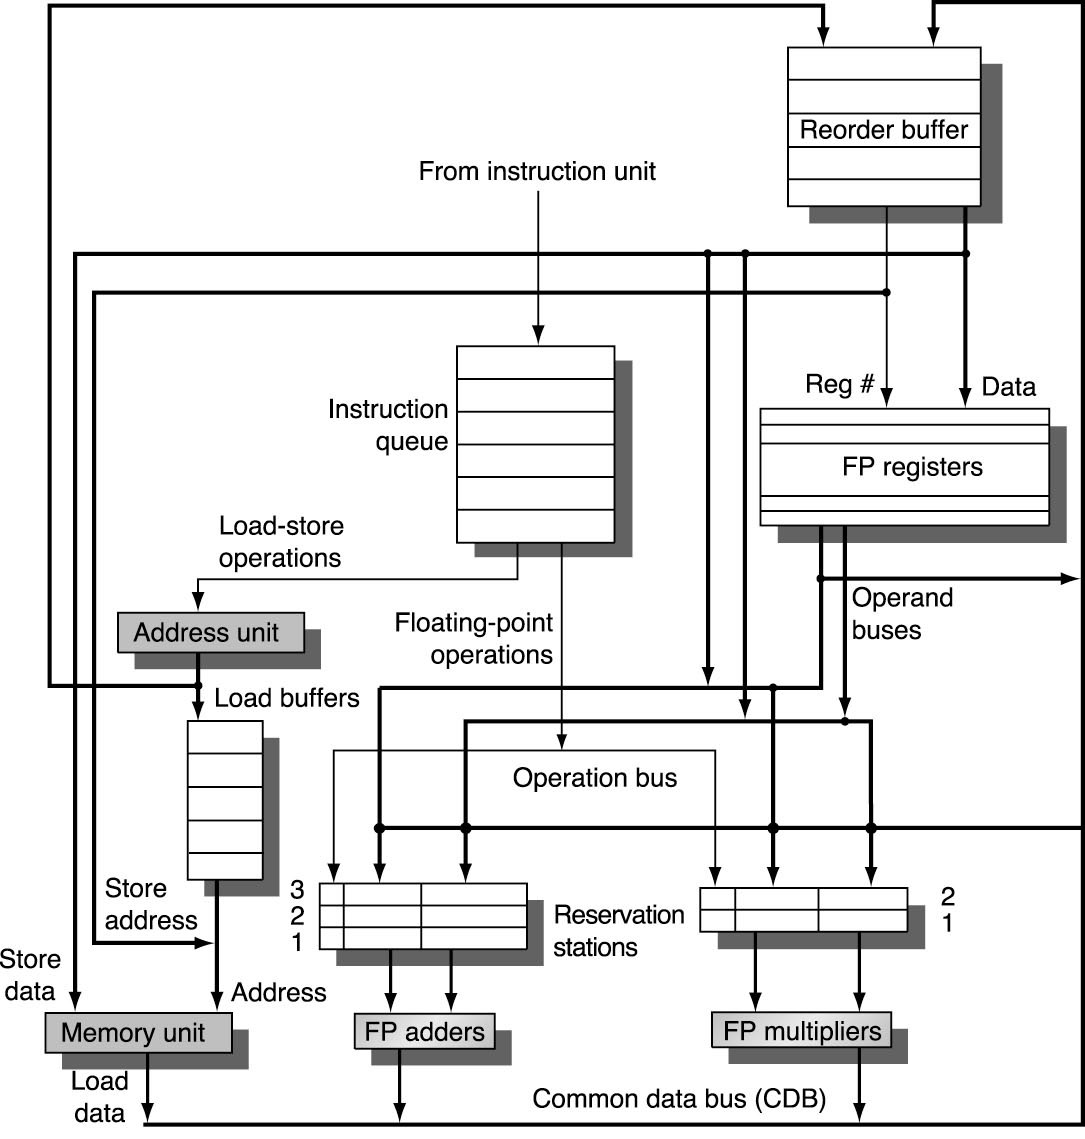 Reorder buffer
From instruction unit
Reg #
Data
Instruction
queue
FP registers
Load-store
operations
Operand
buses
Address unit
Floating-point
operations
Load buffers
Operation bus
Store
address
3
2
1
Reservation
stations
2
1
Store
data
Address
Memory unit
FP adders
FP multipliers
Load
data
Common data bus (CDB)